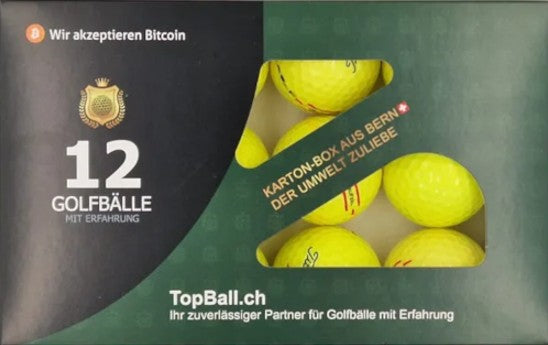 Wir akzeptieren Bitcoin
12
GOLFBÄLLE
MIT ERFAHRUNG
KARTON-BOX AUS BERN
DER UMWELT ZULIEBE
TopBall.ch
Ihr zuverlässiger Partner für Golfbälle mit Erfahrung